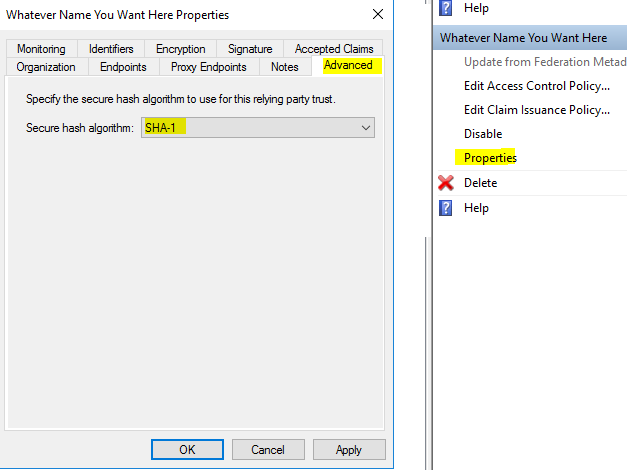 Whatever Name You Want Here Properties
Monitoring Identifiers Encryption Signature Accepted Claims
Organization Endpoints Proxy Endpoints Notes Advanced
Specify the secure hash algorithm to use for this relying party trust.
Secure hash algorithm: SHA-1
OK Cancel Apply
Help
Whatever Name You Want Here
Update from Federation Metad
Edit Access Control Policy...
Edit Claim Issuance Policy...
Disable
Properties
Delete
Help